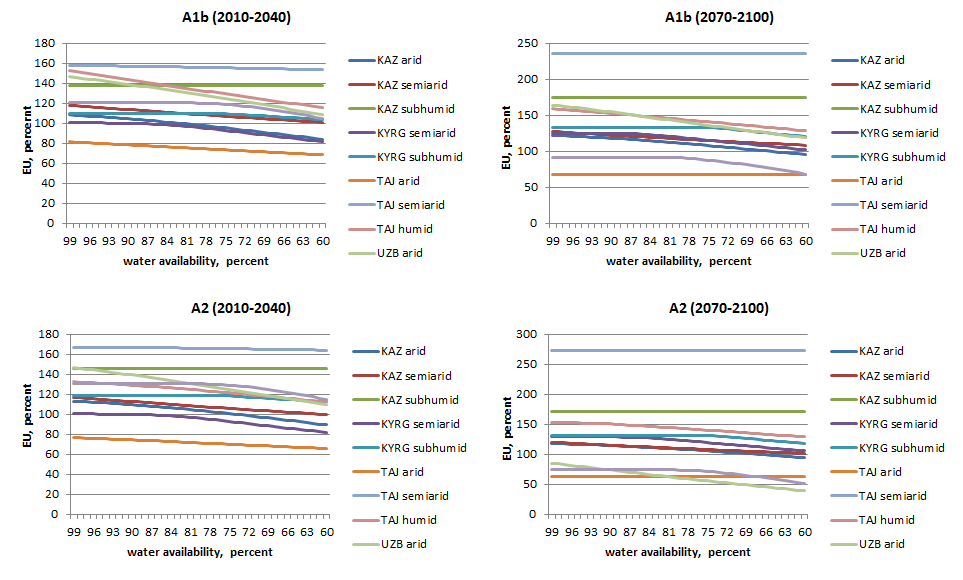 A1b (2010-2040)
EU, percernt
180
160
140
120
100
80
60
40
20
0
99 96 93 90 87 84 81 78 75 72 69 66 63 60
water availability, percent
KAZ arid
KAZ semiarid
KAZ subhumid
KYRG semiarid
KYRG subhumid
TAJ arid
TAJ semiarid
TAJ humid
UZB arid
A1b (2070-2100)
EU, percent
250
200
150
100
50
0
99 96 93 90 87 84 81 78 75 72 69 66 63 60
water availability, percent
KAZ arid
KAZ semiarid
KAZ subhumid
KYRG semiarid
KYRG subhumid
TAJ arid
TAJ semiarid
TAJ humid
UZB arid
A2 (2010-2040)
EU, percent
180
160
140
120
100
80
60
40
20
0
99 96 93 90 87 84 81 78 75 72 69 66 63 60
water availability, percent
KAZ arid
KAZ semiarid
KAZ subhumid
KYRG semiarid
KYRG subhumid
TAJ arid
TAJ semiarid
TAJ humid
UZB arid
A2 (2070-2100)
EU, percent
300
250
200
150
100
50
0
99 96 93 90 87 84 81 78 75 72 69 66 63 60
water availability, percent
KAZ arid
KAZ semiarid
KAZ subhumid
KYRG semiarid
KYRG subhumid
TAJ arid
TAJ semiarid
TAJ humid
UZB arid